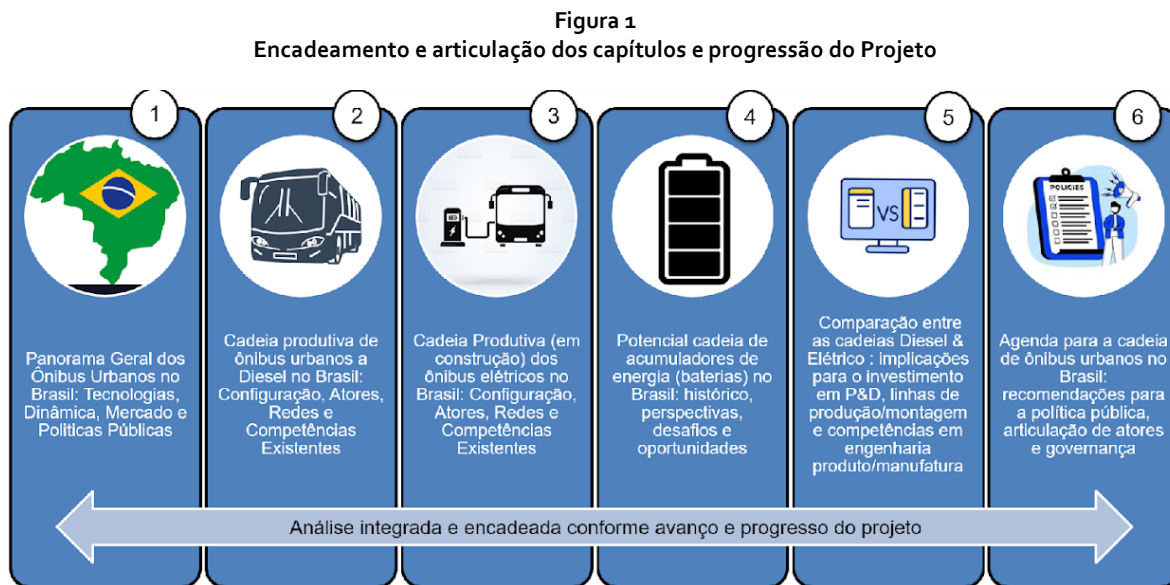 Figura 1
Encadeamento e articulação dos capítulos e progressão do Projeto
1
Panorama Geral dos
Ônibus Urbanos no
Brasil: Tecnologias,
Dinâmica, Mercado e
Politicas Públicas
2
Cadeia produtiva de
ônibus urbanos a
Diesel no Brasil:
Configuração, Atores,
Redes e
Competências
Existentes
3
Cadeia Produtiva (em
construção) dos
ônibus elétricos no
Brasil: Configuração,
Atores, Redes e
Competências
Existentes
4
Potencial cadeia de
acumuladores de
energia (baterias) no
Brasil: histórico,
perspectivas,
desafios e
oportunidades
5
VS
Comparação entre
as cadeias Diesel &
Elétrico : implicações
para o investimento
em P&D, linhas de
produção/montagem
e competências em
engenharia
produto/manufatura
6
POLICIES
Agenda para a cadeia
de ônibus urbanos no
Brasil:
recomendações para
a política pública,
articulação de atores
e governança
Análise integrada e encadeada conforme avanço e progresso do projeto